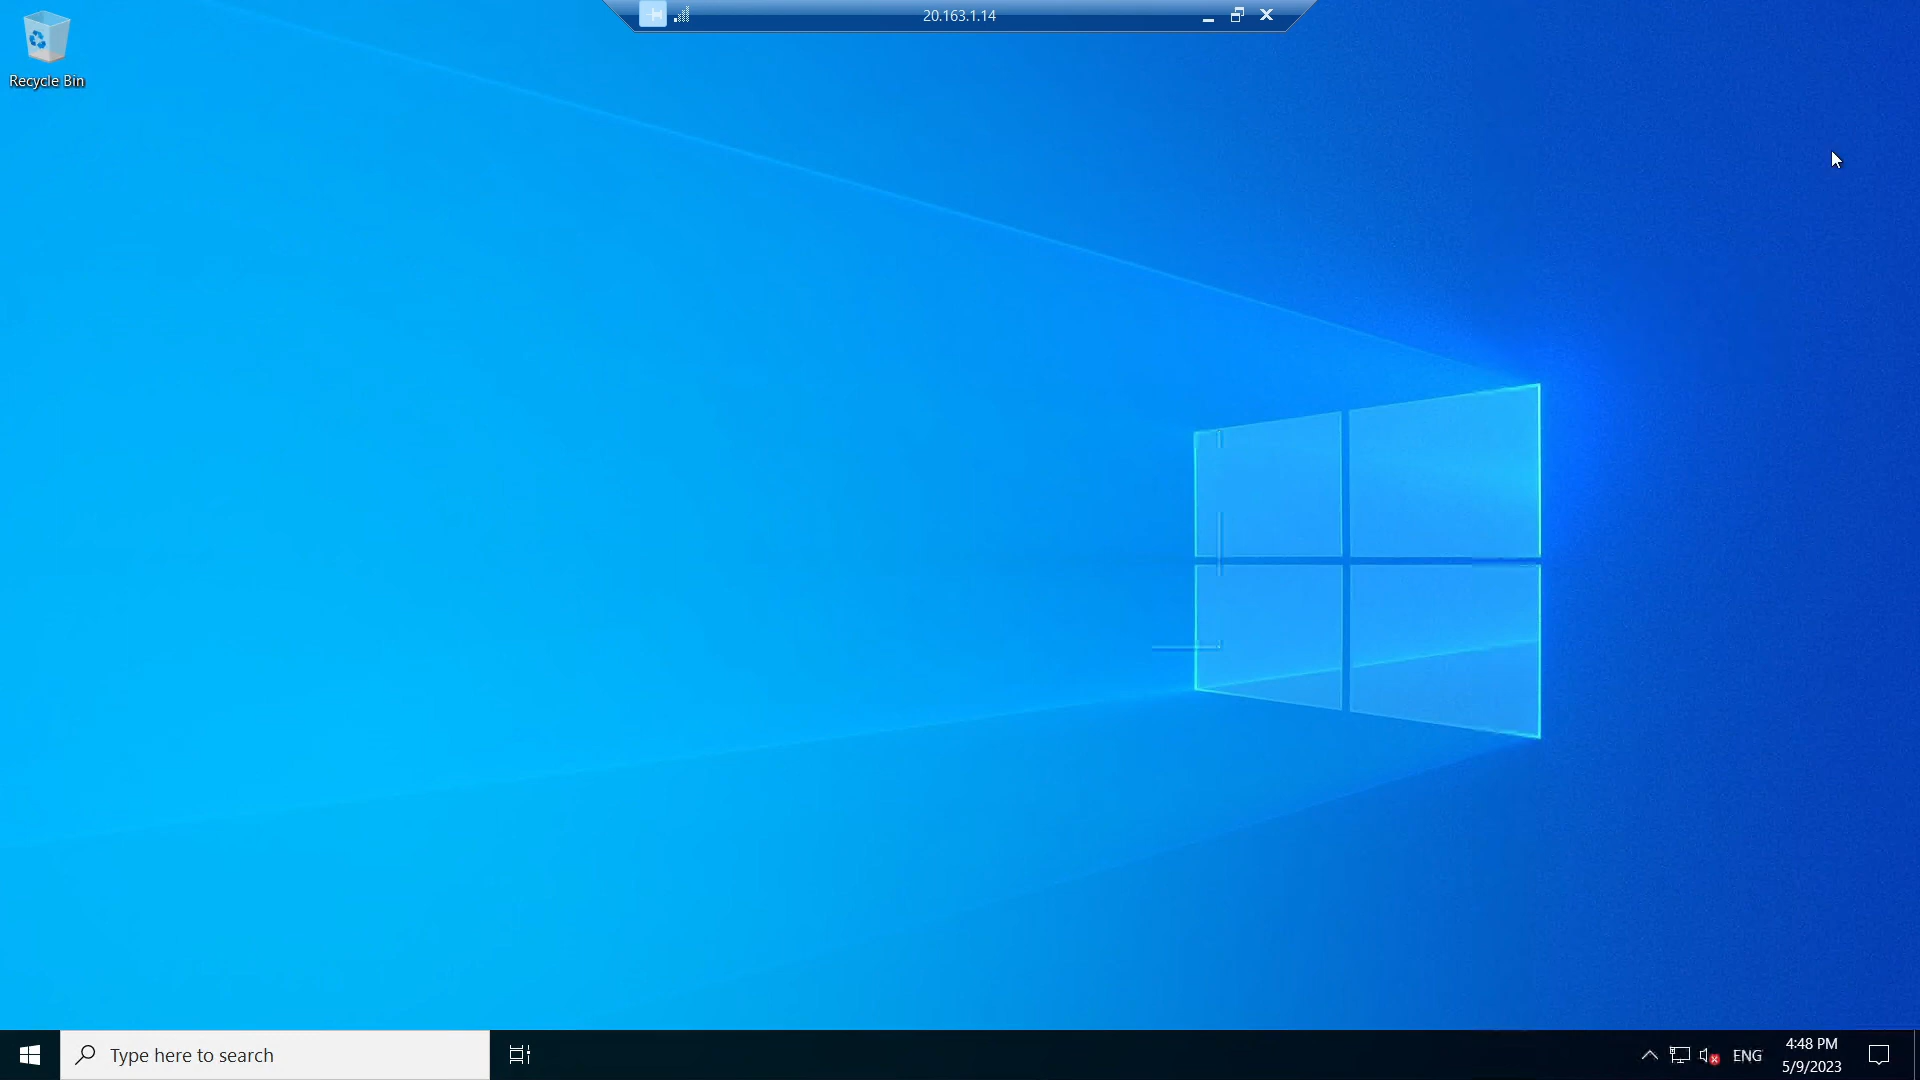 20.163.1.14
Recycle Bin
Type here to search
ENG
4:48 PM
5/9/2023